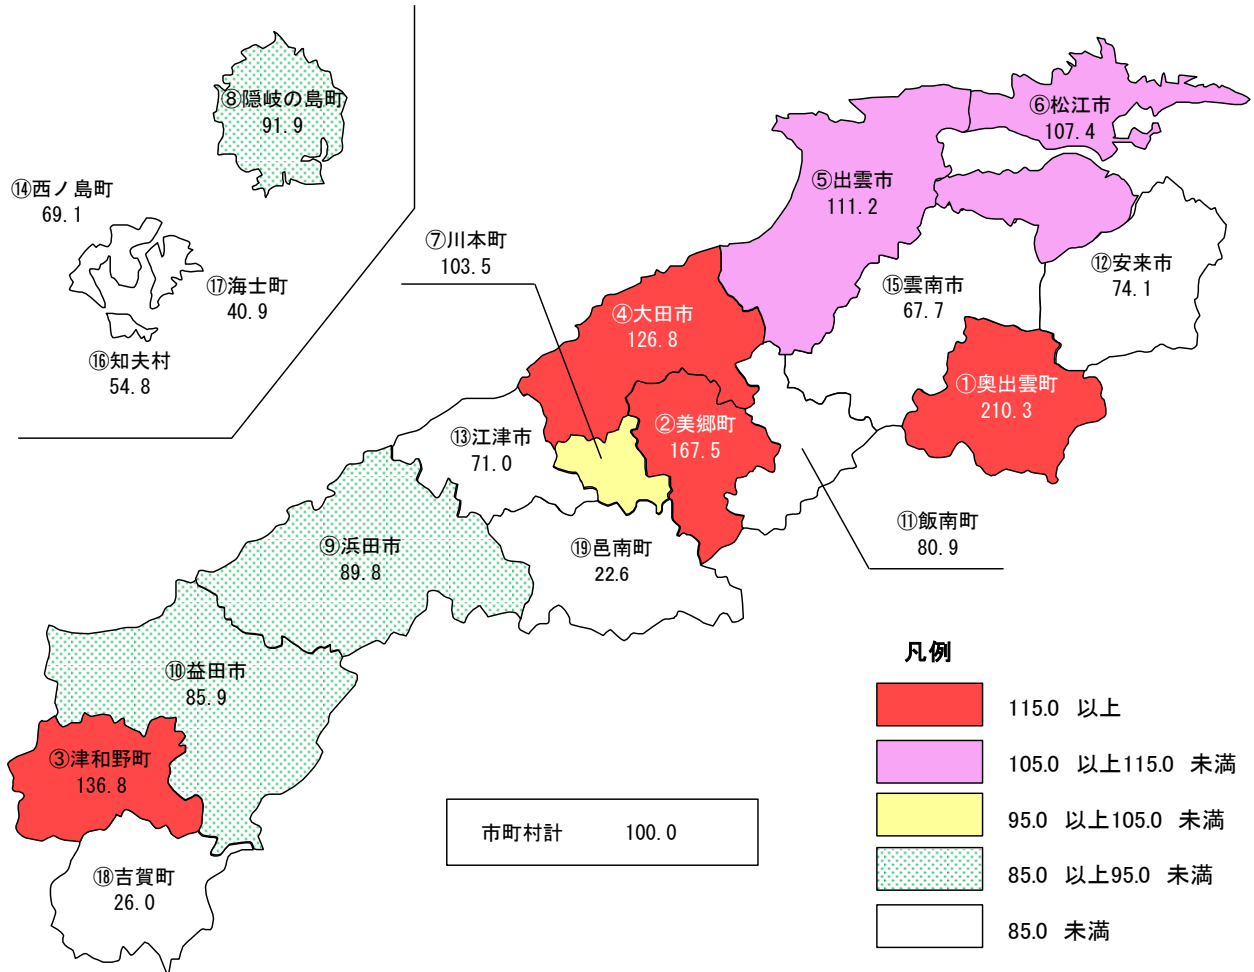 ⑧隠岐の島町
91.9
⑭西ノ島町
69.1
⑰海士町
40.9
⑯知夫村
54.8
⑥松江市
107.4
⑤出雲市
111.2
⑦川本町
103.5
⑫安来市
74.1
⑮雲南市
67.7
④大田市
126.8
①奥出雲町
210.3
②美郷町
167.5
⑬江津市
71.0
⑪飯南町
80.9
⑨浜田市
89.8
⑲邑南町
22.6
⑩益田市
85.9
③津和野町
136.8
⑱吉賀町
26.0
市町村計 100.0
凡例
115.0 以上
105.0 以上115.0 未満
95.0 以上105.0 未満
85.0 以上95.0 未満
85.0 未満